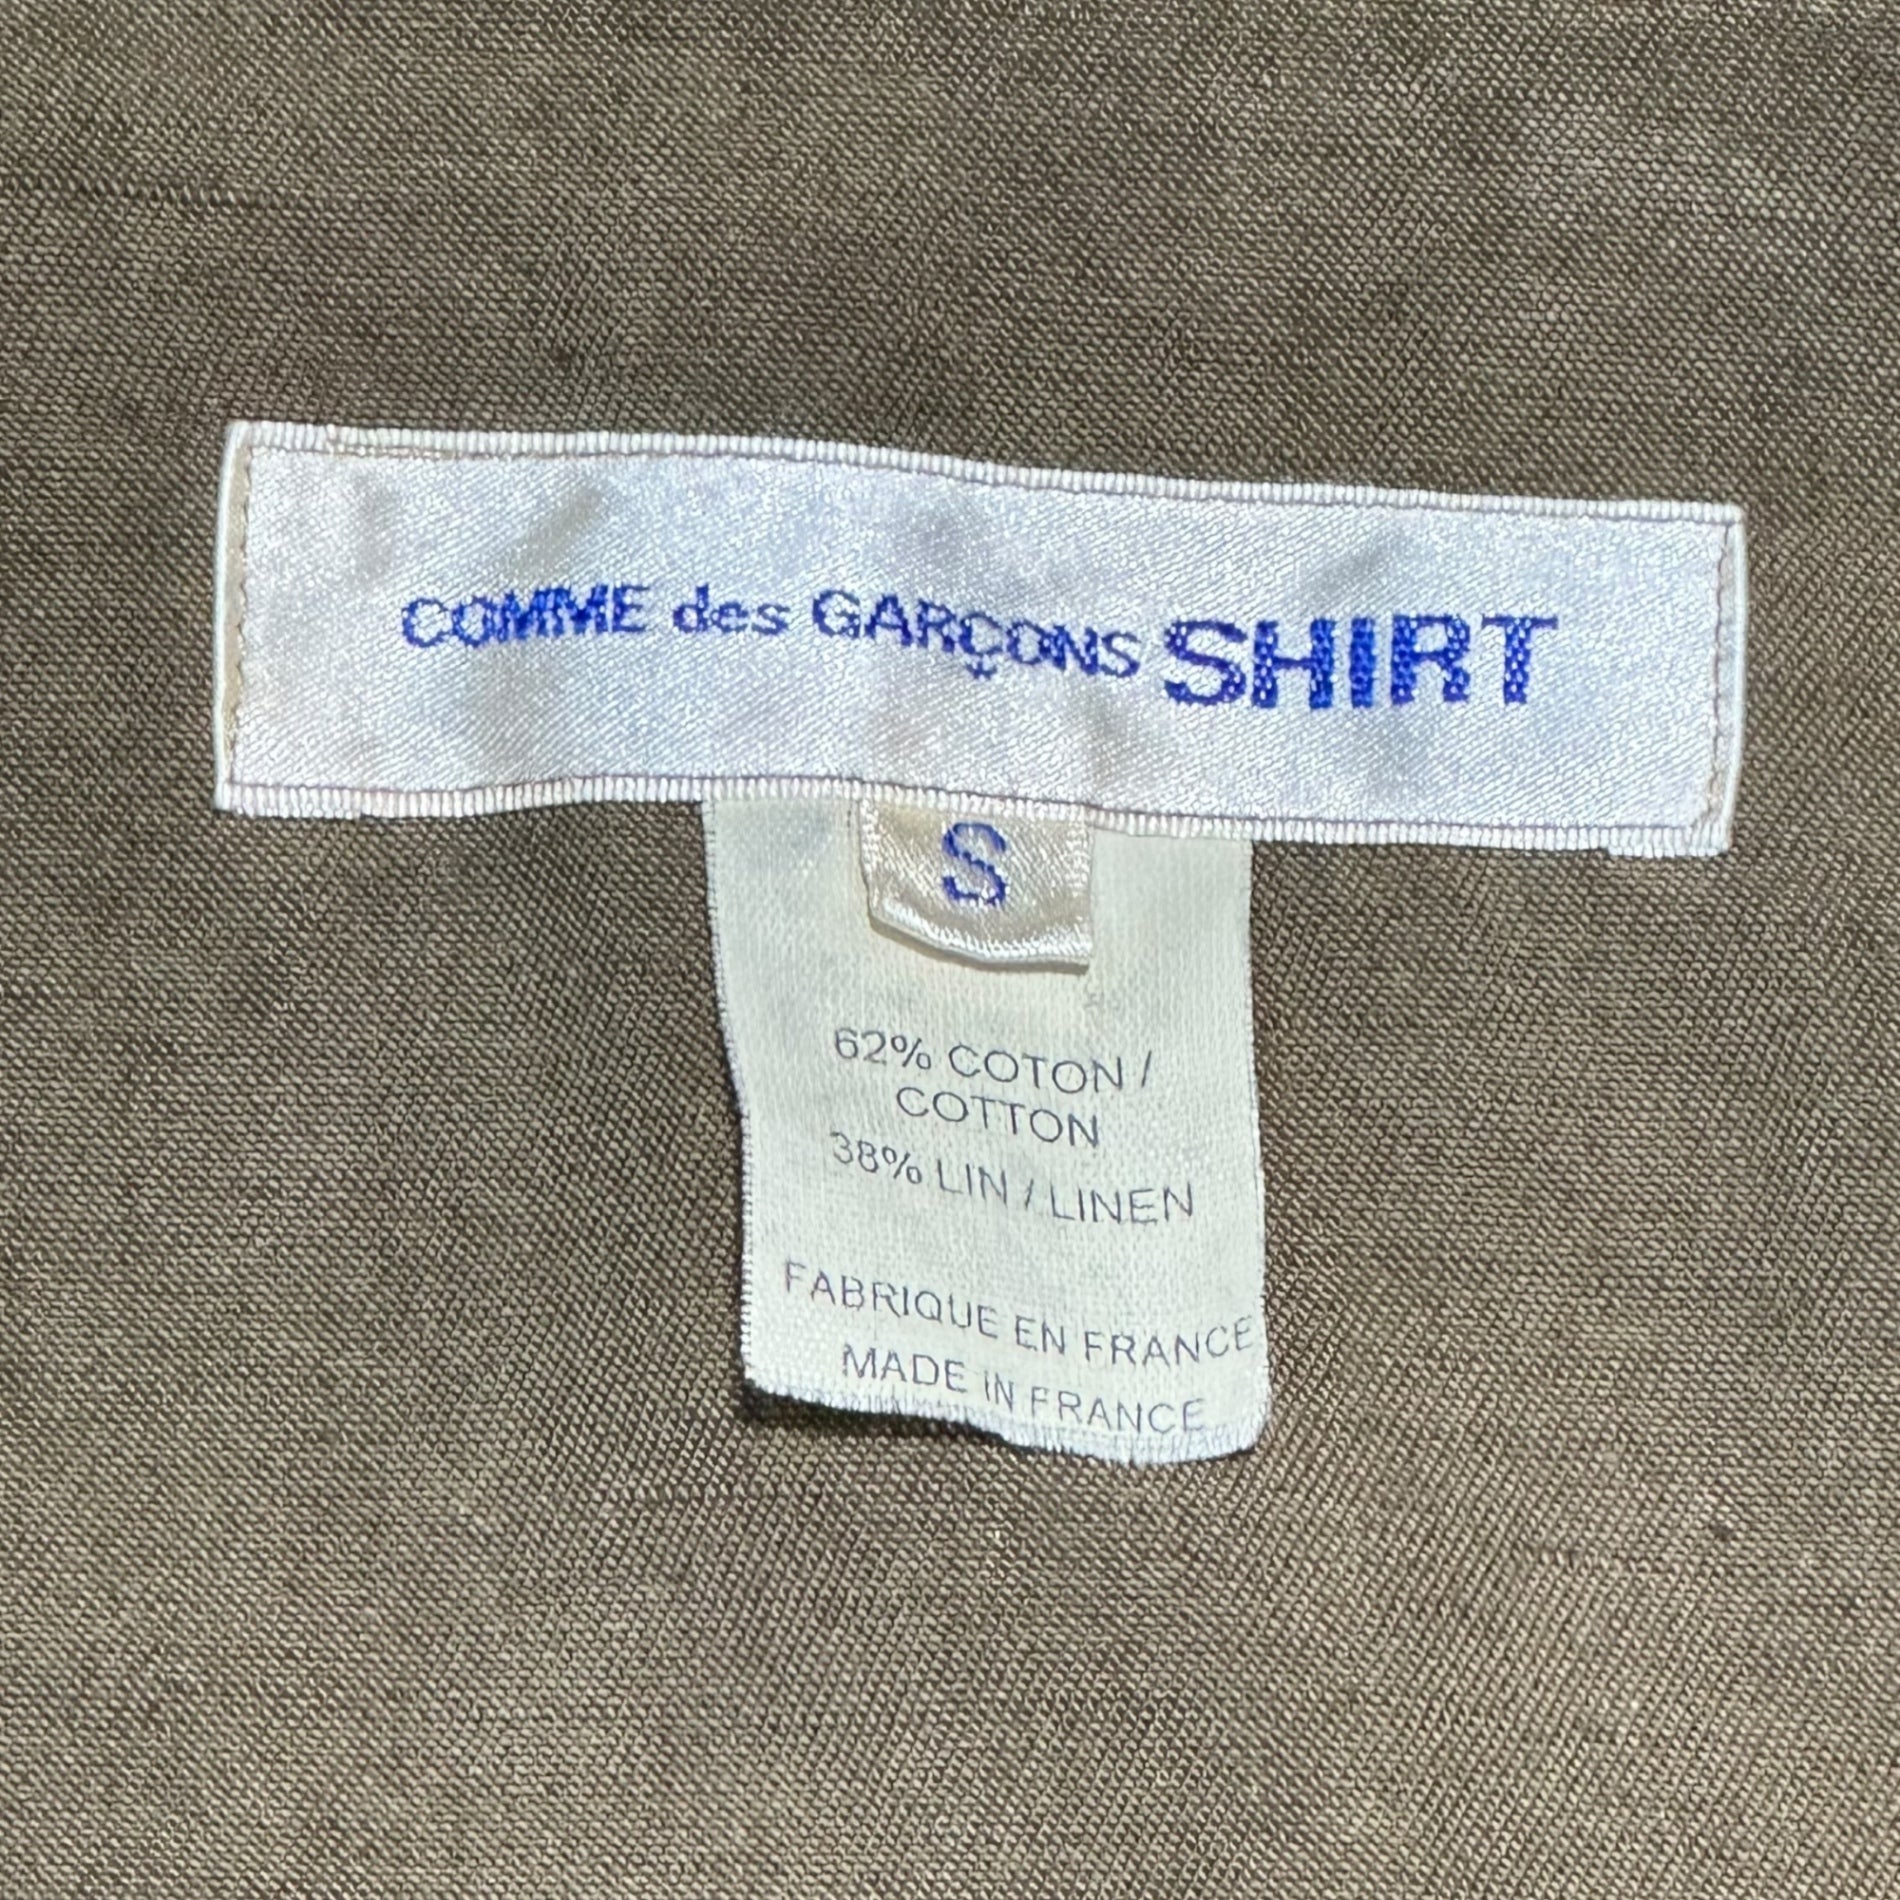 COMME des GARÇONS SHIRT
S
62% COTON /
COTTON
38% LIN / LINEN
FABRIQUE EN FRANCE
MADE IN FRANCE